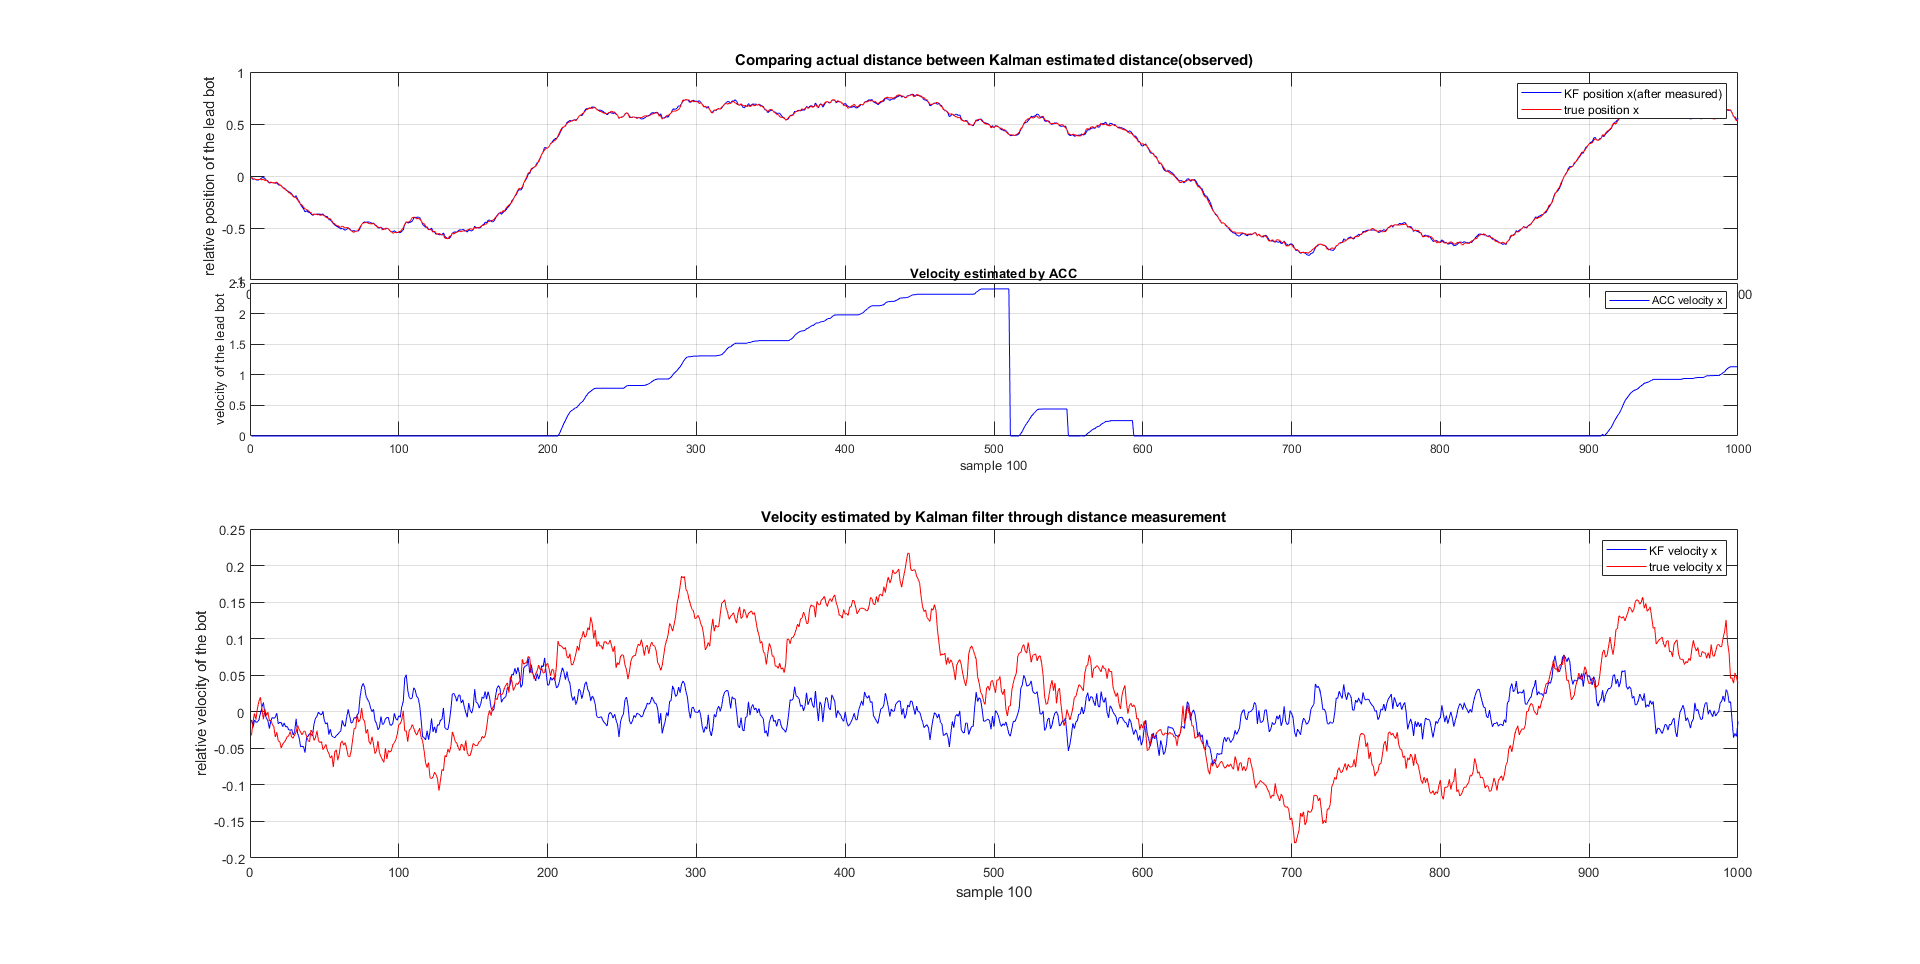 Comparing actual distance between Kalman estimated distance(observed)
relative position of the lead bot
1
0.5
0
-0.5
-1
KF position x(after measured)
true position x
0
00
Velocity estimated by ACC
velocity of the lead bot
2.5
2
1.5
1
0.5
0
ACC velocity x
0 100 200 300 400 500 600 700 800 900 1000
sample 100
Velocity estimated by Kalman filter through distance measurement
relative velocity of the bot
0.25
0.2
0.15
0.1
0.05
0
-0.05
-0.1
-0.15
-0.2
KF velocity x
true velocity x
0 100 200 300 400 500 600 700 800 900 1000
sample 100